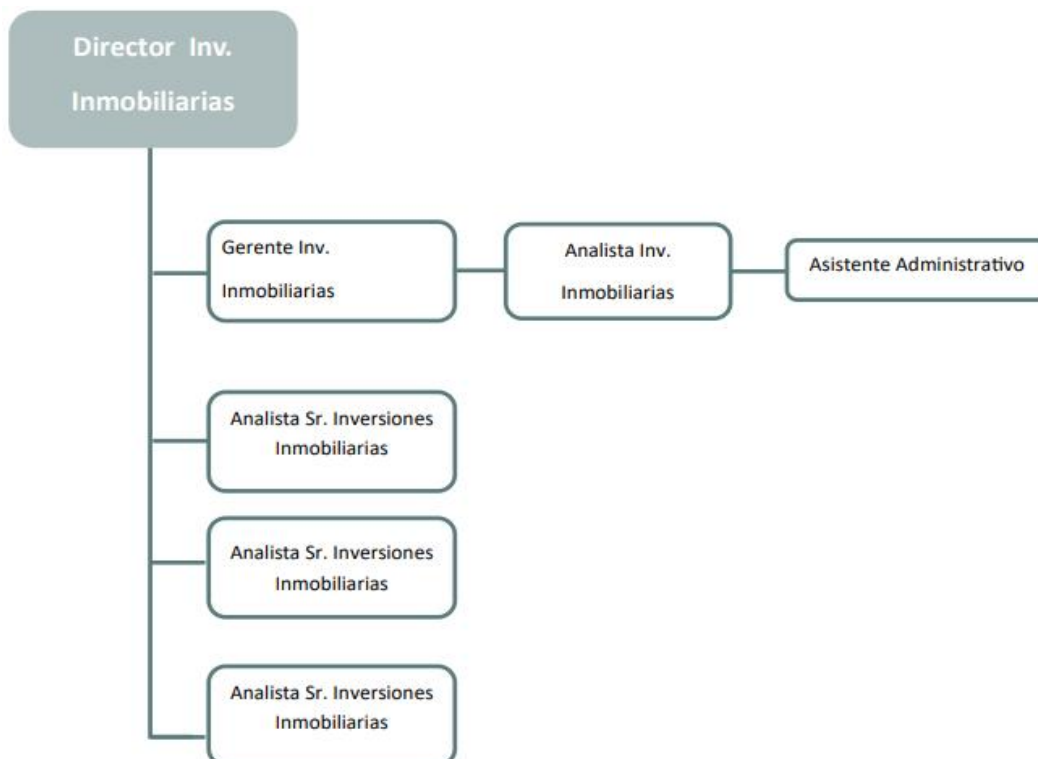 Director Inv.
Inmobiliarias
Gerente Inv.
Inmobiliarias
Analista Inv.
Inmobiliarias
Asistente Administrativo
Analista Sr. Inversiones
Inmobiliarias
Analista Sr. Inversiones
Inmobiliarias
Analista Sr. Inversiones
Inmobiliarias